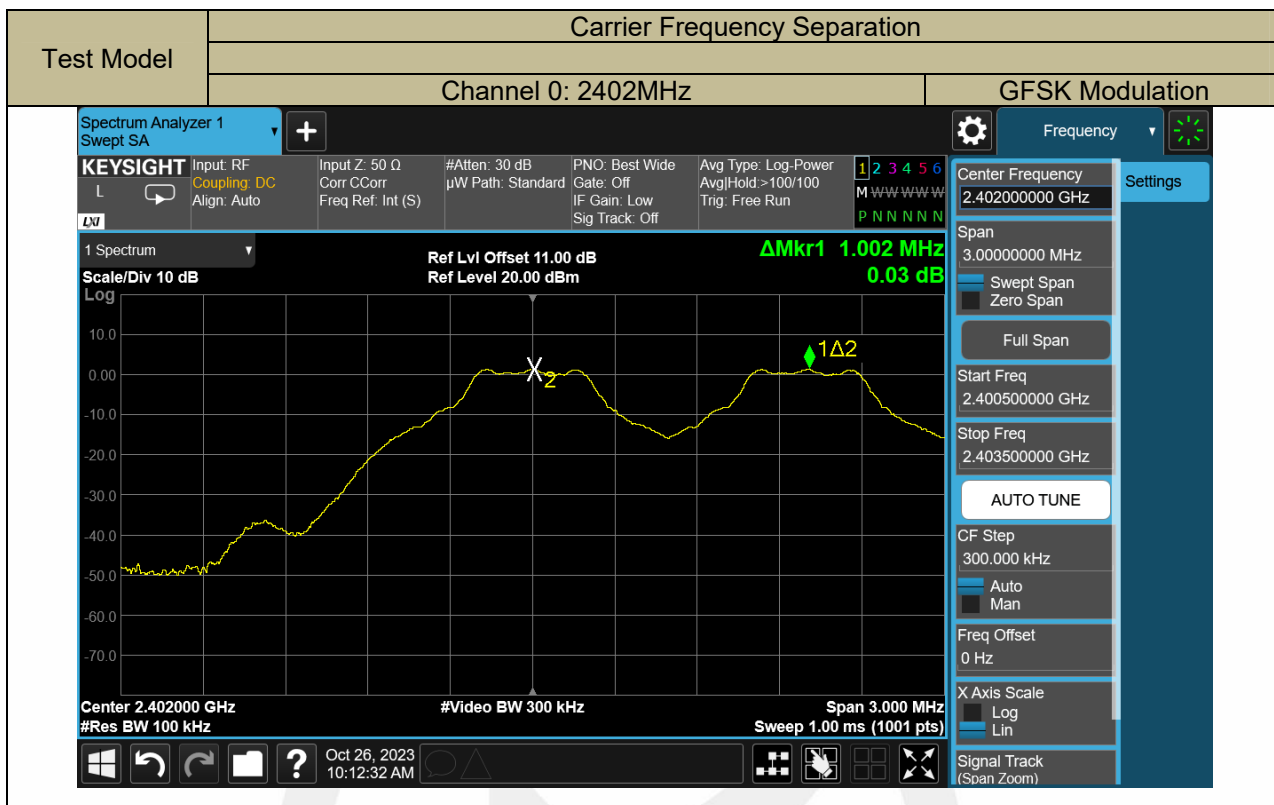 Test Model
Carrier Frequency Separation
Channel 0: 2402MHz
GFSK Modulation
Spectrum Analyzer 1
Swept SA
+
Frequency
KEYSIGHT
L
LXI
Input: RF
Coupling: DC
Align: Auto
Input Z: 50 Ω
Corr CCorr
Freq Ref: Int (S)
#Atten: 30 dB
µW Path: Standard
PNO: Best Wide
Gate: Off
IF Gain: Low
Sig Track: Off
Avg Type: Log-Power
Avg|Hold:>100/100
Trig: Free Run
1 2 3 4 5 6
M W W W W W
P N N N N N
1 Spectrum
Scale/Div 10 dB
Log
Ref Lvl Offset 11.00 dB
Ref Level 20.00 dBm
ΔMkr1 1.002 MHz
0.03 dB
10.0
0.00
-10.0
-20.0
-30.0
-40.0
-50.0
-60.0
-70.0
X2
1Δ2
Center 2.402000 GHz
#Res BW 100 kHz
#Video BW 300 kHz
Span 3.000 MHz
Sweep 1.00 ms (1001 pts)
Center Frequency
2.402000000 GHz
Settings
Span
3.00000000 MHz
Swept Span
Zero Span
Full Span
Start Freq
2.400500000 GHz
Stop Freq
2.403500000 GHz
AUTO TUNE
CF Step
300.000 kHz
Auto
Man
Freq Offset
0 Hz
X Axis Scale
Log
Lin
Signal Track
(Span Zoom)
?
Oct 26, 2023
10:12:32 AM